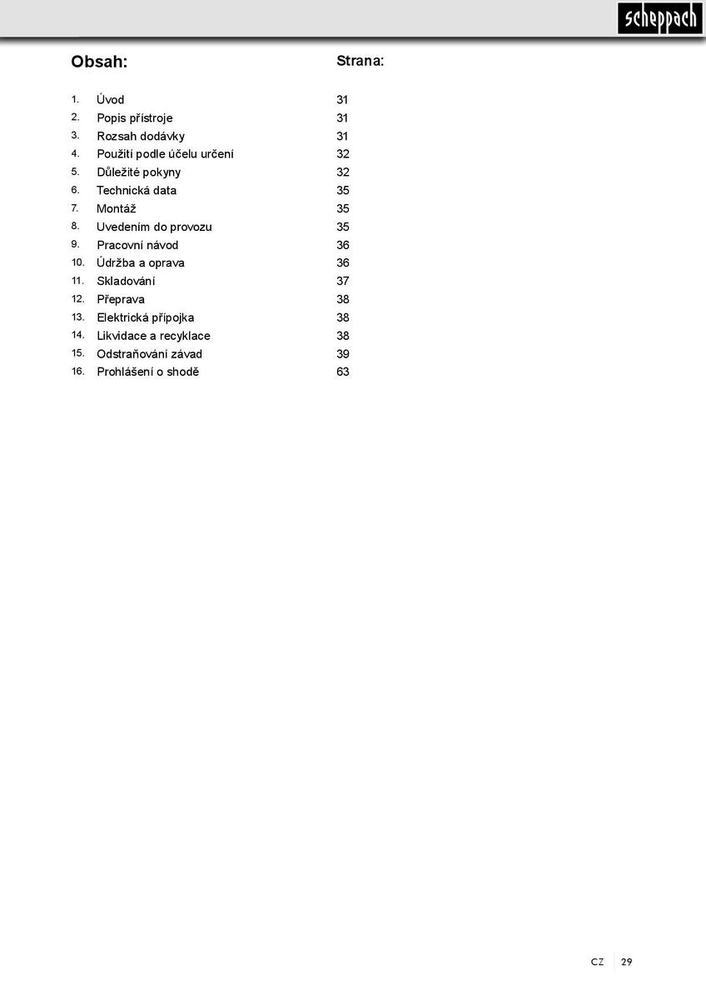 scheppach
Obsah: Strana:
1. Úvod 31
2. Popis přístroje 31
3. Rozsah dodávky 31
4. Použití podle účelu určení 32
5. Důležité pokyny 32
6. Technická data 35
7. Montáž 35
8. Uvedením do provozu 35
9. Pracovní návod 36
10. Údržba a oprava 36
11. Skladování 37
12. Přeprava 38
13. Elektrická přípojka 38
14. Likvidace a recyklace 38
15. Odstraňování závad 39
16. Prohlášení o shodě 63
CZ 29